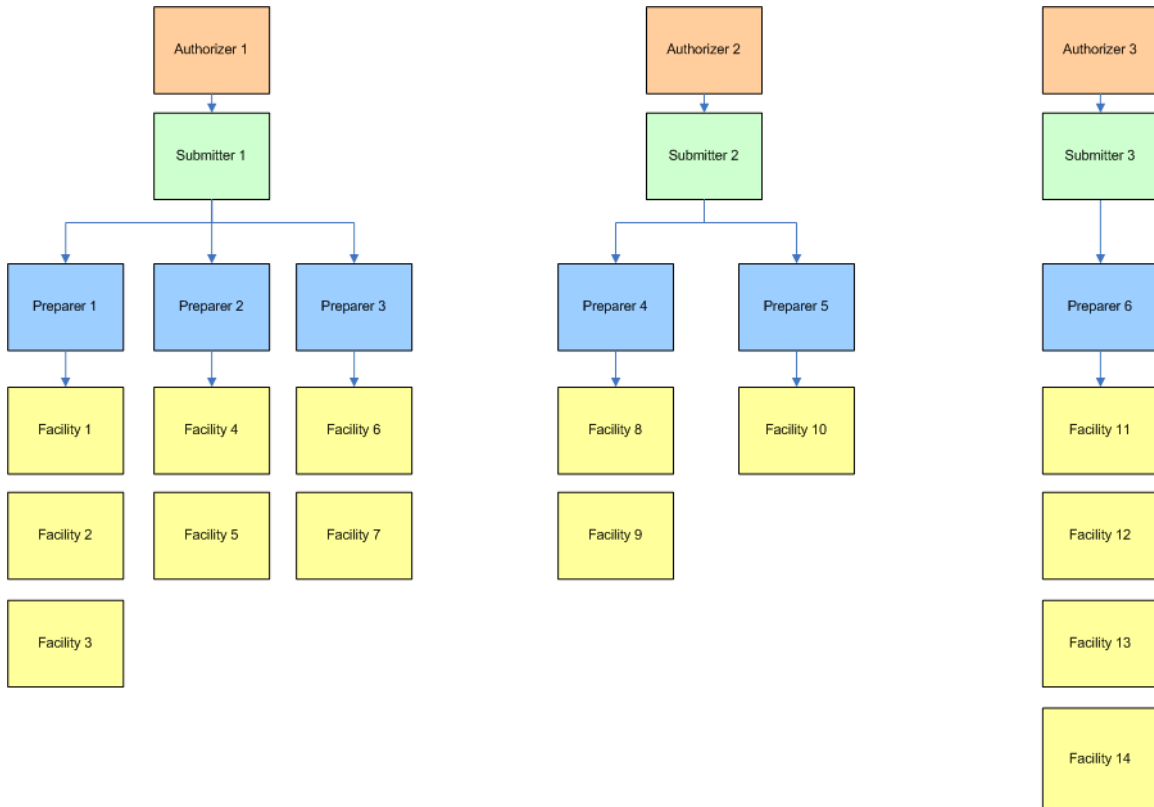 Authorizer 1
Authorizer 2
Authorizer 3
Submitter 1
Submitter 2
Submitter 3
Preparer 1
Preparer 2
Preparer 3
Preparer 4
Preparer 5
Preparer 6
Facility 1
Facility 4
Facility 6
Facility 8
Facility 10
Facility 11
Facility 2
Facility 5
Facility 7
Facility 9
Facility 12
Facility 3
Facility 13
Facility 14